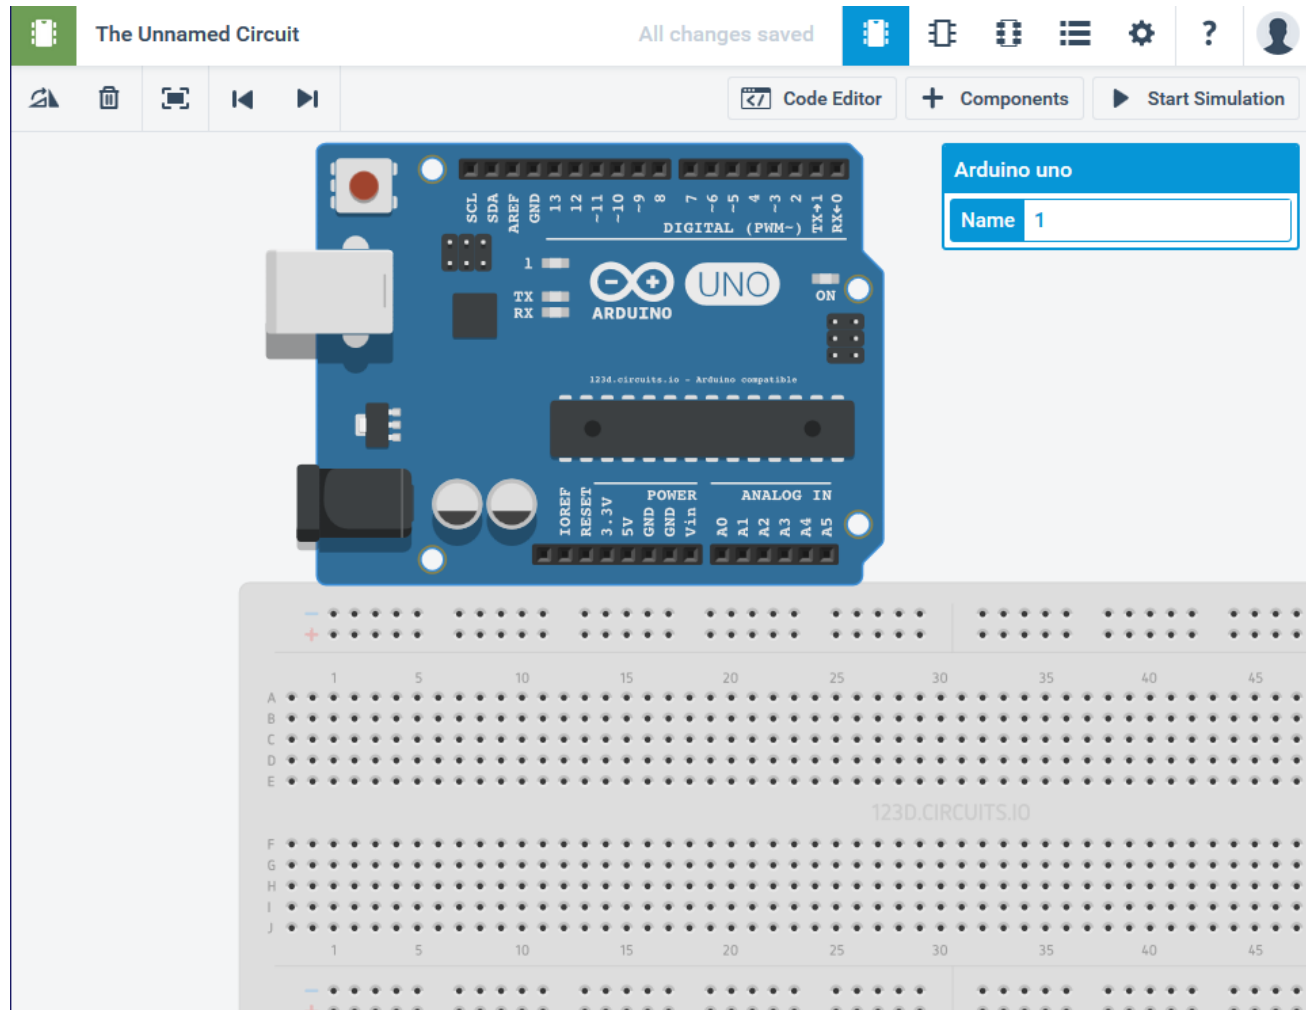 The Unnamed Circuit
All changes saved
?
Code Editor
+ Components
Start Simulation
Arduino uno
Name 1
SCL SDA AREF GND 13 12 ~11 ~10 ~9 8 7 ~6 ~5 4 ~3 2 TX→1 RX←0
DIGITAL (PWM~)
1
TX
RX
ARDUINO
UNO
ON
123d.circuits.io - Arduino compatible
POWER
ANALOG IN
IOREF RESET 3.3V 5V GND GND Vin A0 A1 A2 A3 A4 A5
−
+
1 5 10 15 20 25 30 35 40 45
A
B
C
D
E
123D.CIRCUITS.IO
F
G
H
I
J
1 5 10 15 20 25 30 35 40 45
−
+